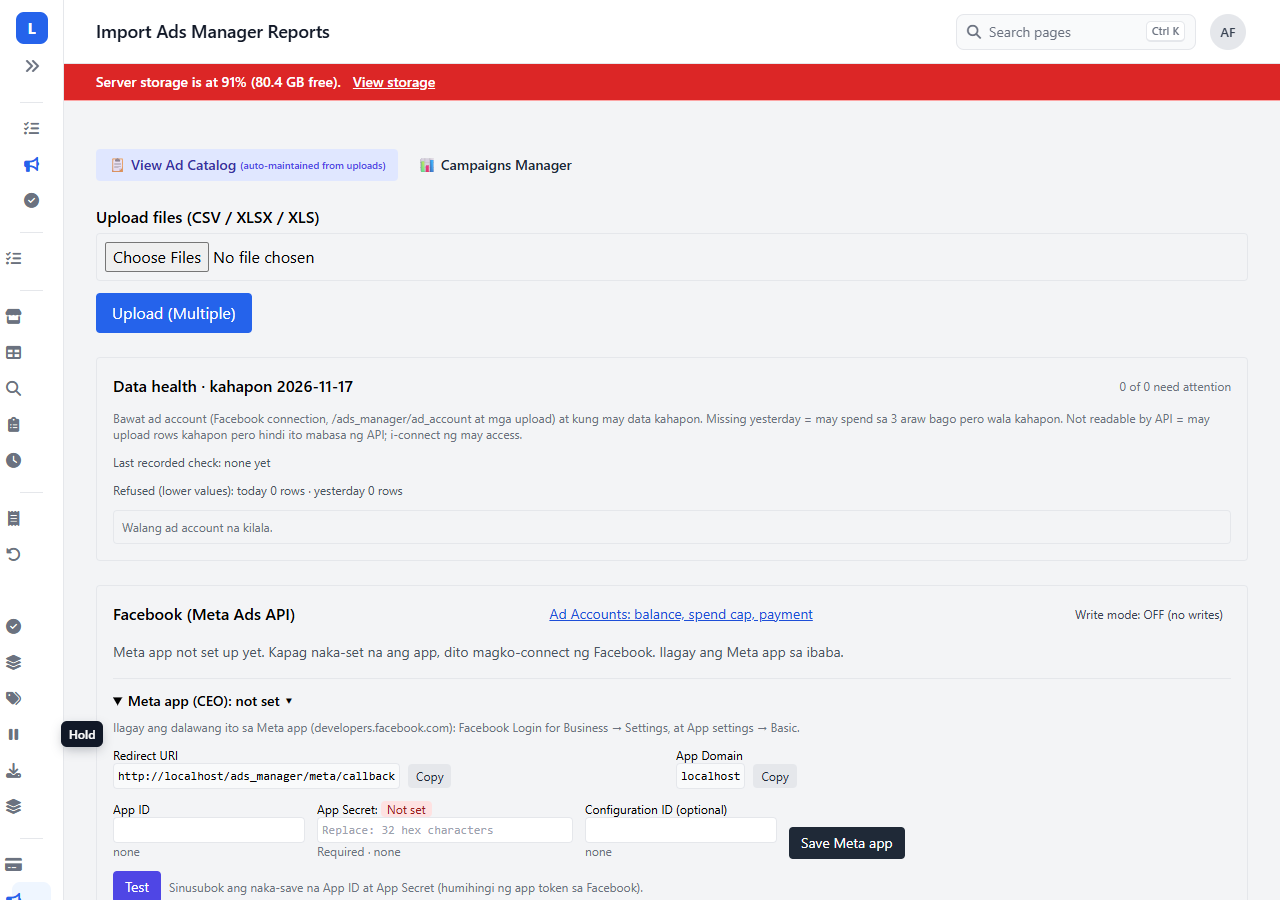 L
Import Ads Manager Reports
Search pages
Ctrl K
AF
Server storage is at 91% (80.4 GB free). View storage
View Ad Catalog (auto-maintained from uploads)
Campaigns Manager
Upload files (CSV / XLSX / XLS)
Choose Files No file chosen
Upload (Multiple)
Data health · kahapon 2026-11-17
0 of 0 need attention
Bawat ad account (Facebook connection, /ads_manager/ad_account at mga upload) at kung may data kahapon. Missing yesterday = may spend sa 3 araw bago pero wala kahapon. Not readable by API = may
upload rows kahapon pero hindi ito mabasa ng API; i-connect ng may access.
Last recorded check: none yet
Refused (lower values): today 0 rows · yesterday 0 rows
Walang ad account na kilala.
Facebook (Meta Ads API)
Ad Accounts: balance, spend cap, payment
Write mode: OFF (no writes)
Meta app not set up yet. Kapag naka-set na ang app, dito magko-connect ng Facebook. Ilagay ang Meta app sa ibaba.
▼ Meta app (CEO): not set ▾
Ilagay ang dalawang ito sa Meta app (developers.facebook.com): Facebook Login for Business → Settings, at App settings → Basic.
Hold
Redirect URI
App Domain
http://localhost/ads_manager/meta/callback
Copy
localhost
Copy
App ID
App Secret: Not set
Configuration ID (optional)
Replace: 32 hex characters
Save Meta app
none
Required · none
none
Test
Sinusubok ang naka-save na App ID at App Secret (humihingi ng app token sa Facebook).